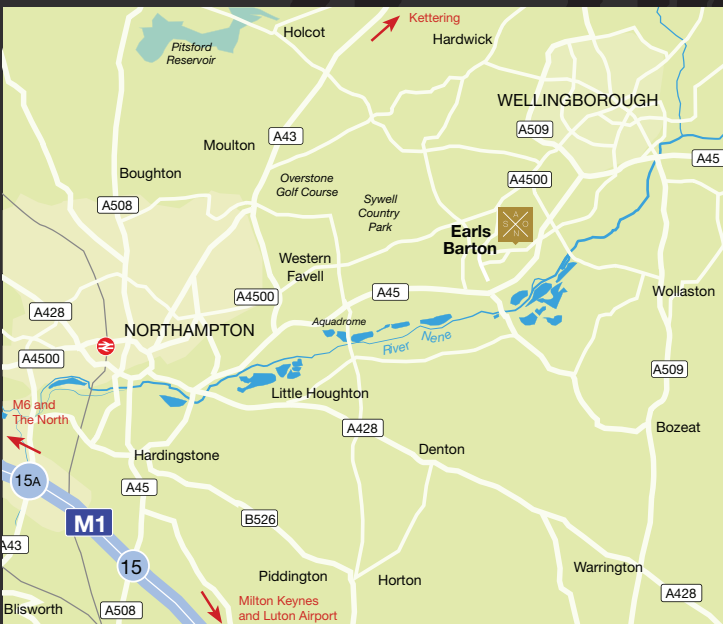 Kettering
Holcot
Hardwick
Pitsford
Reservoir
WELLINGBOROUGH
A509
A43
Moulton
A45
Boughton
Overstone
Golf Course
A4500
Sywell
Country
Park
A508
S A O N
Earls
Barton
Western
Favell
A4500
A45
Wollaston
A428
Aquadrome
NORTHAMPTON
River Nene
A4500
A509
Little Houghton
M6 and
The North
A428
Bozeat
Denton
Hardingstone
15A
A45
M1
B526
A43
15
Warrington
Piddington
Horton
A428
Milton Keynes
and Luton Airport
Blisworth
A508